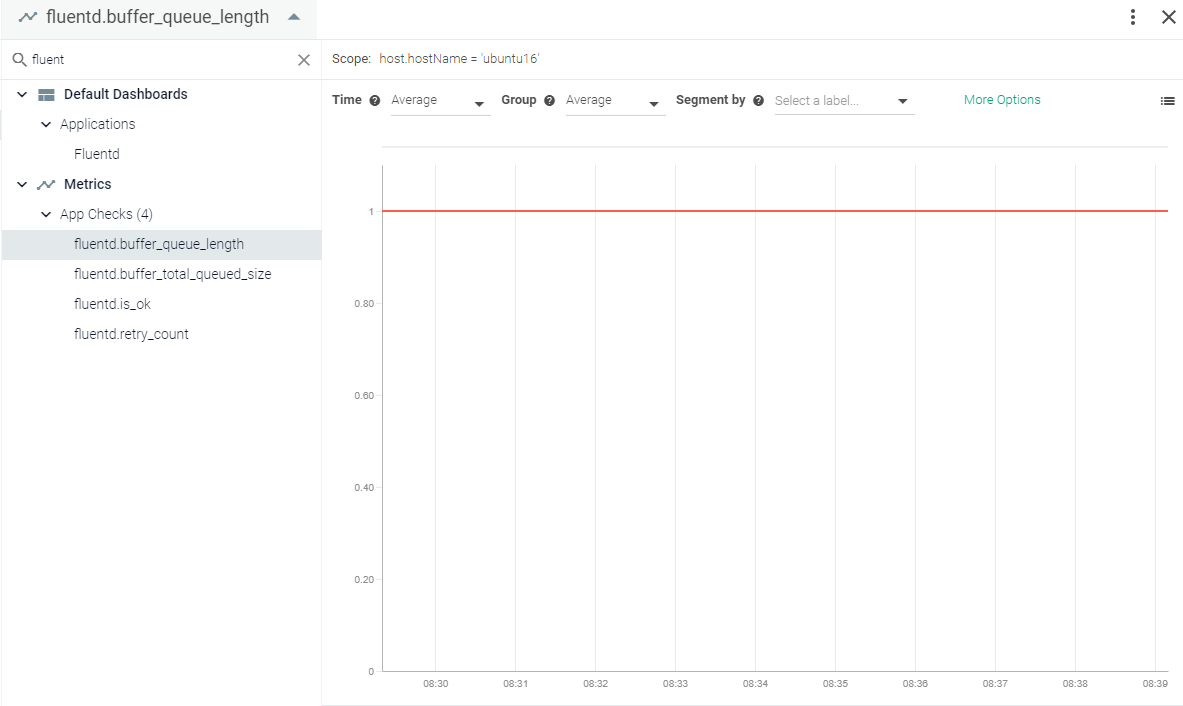 fluentd.buffer_queue_length
fluent
Scope: host.hostName = 'ubuntu16'
Default Dashboards
Applications
Fluentd
Metrics
App Checks (4)
fluentd.buffer_queue_length
fluentd.buffer_total_queued_size
fluentd.is_ok
fluentd.retry_count
Time ? Average Group ? Average Segment by ? Select a label... More Options
1
0.80
0.60
0.40
0.20
0
08:30 08:31 08:32 08:33 08:34 08:35 08:36 08:37 08:38 08:39